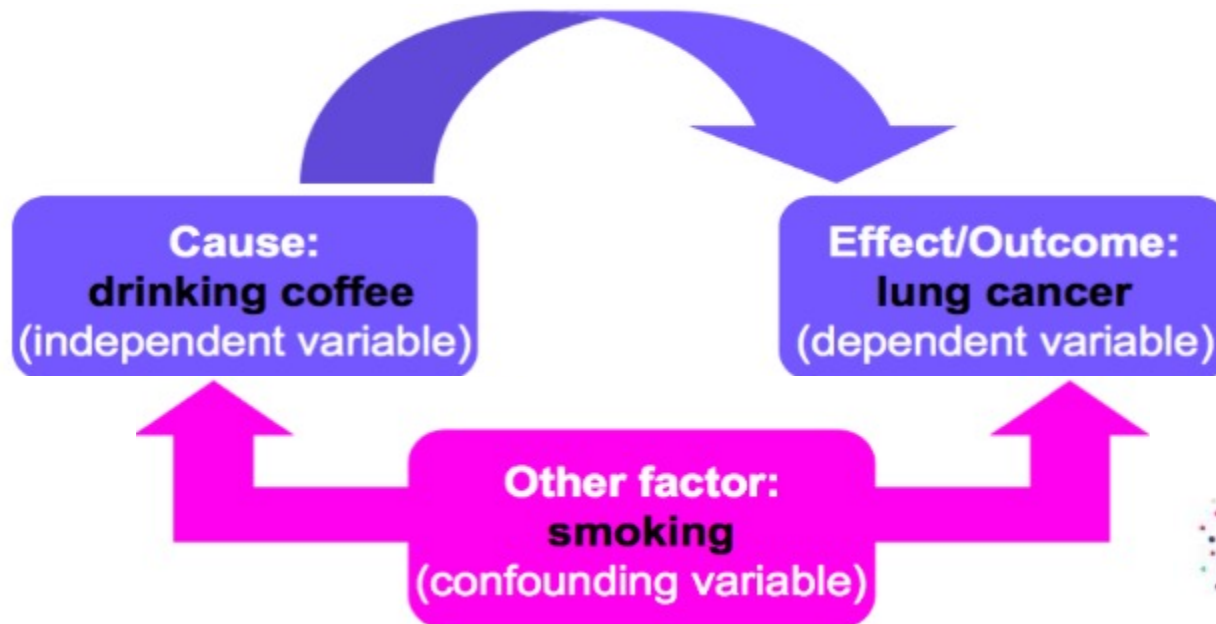 Cause:
drinking coffee
(independent variable)
Effect/Outcome:
lung cancer
(dependent variable)
Other factor:
smoking
(confounding variable)